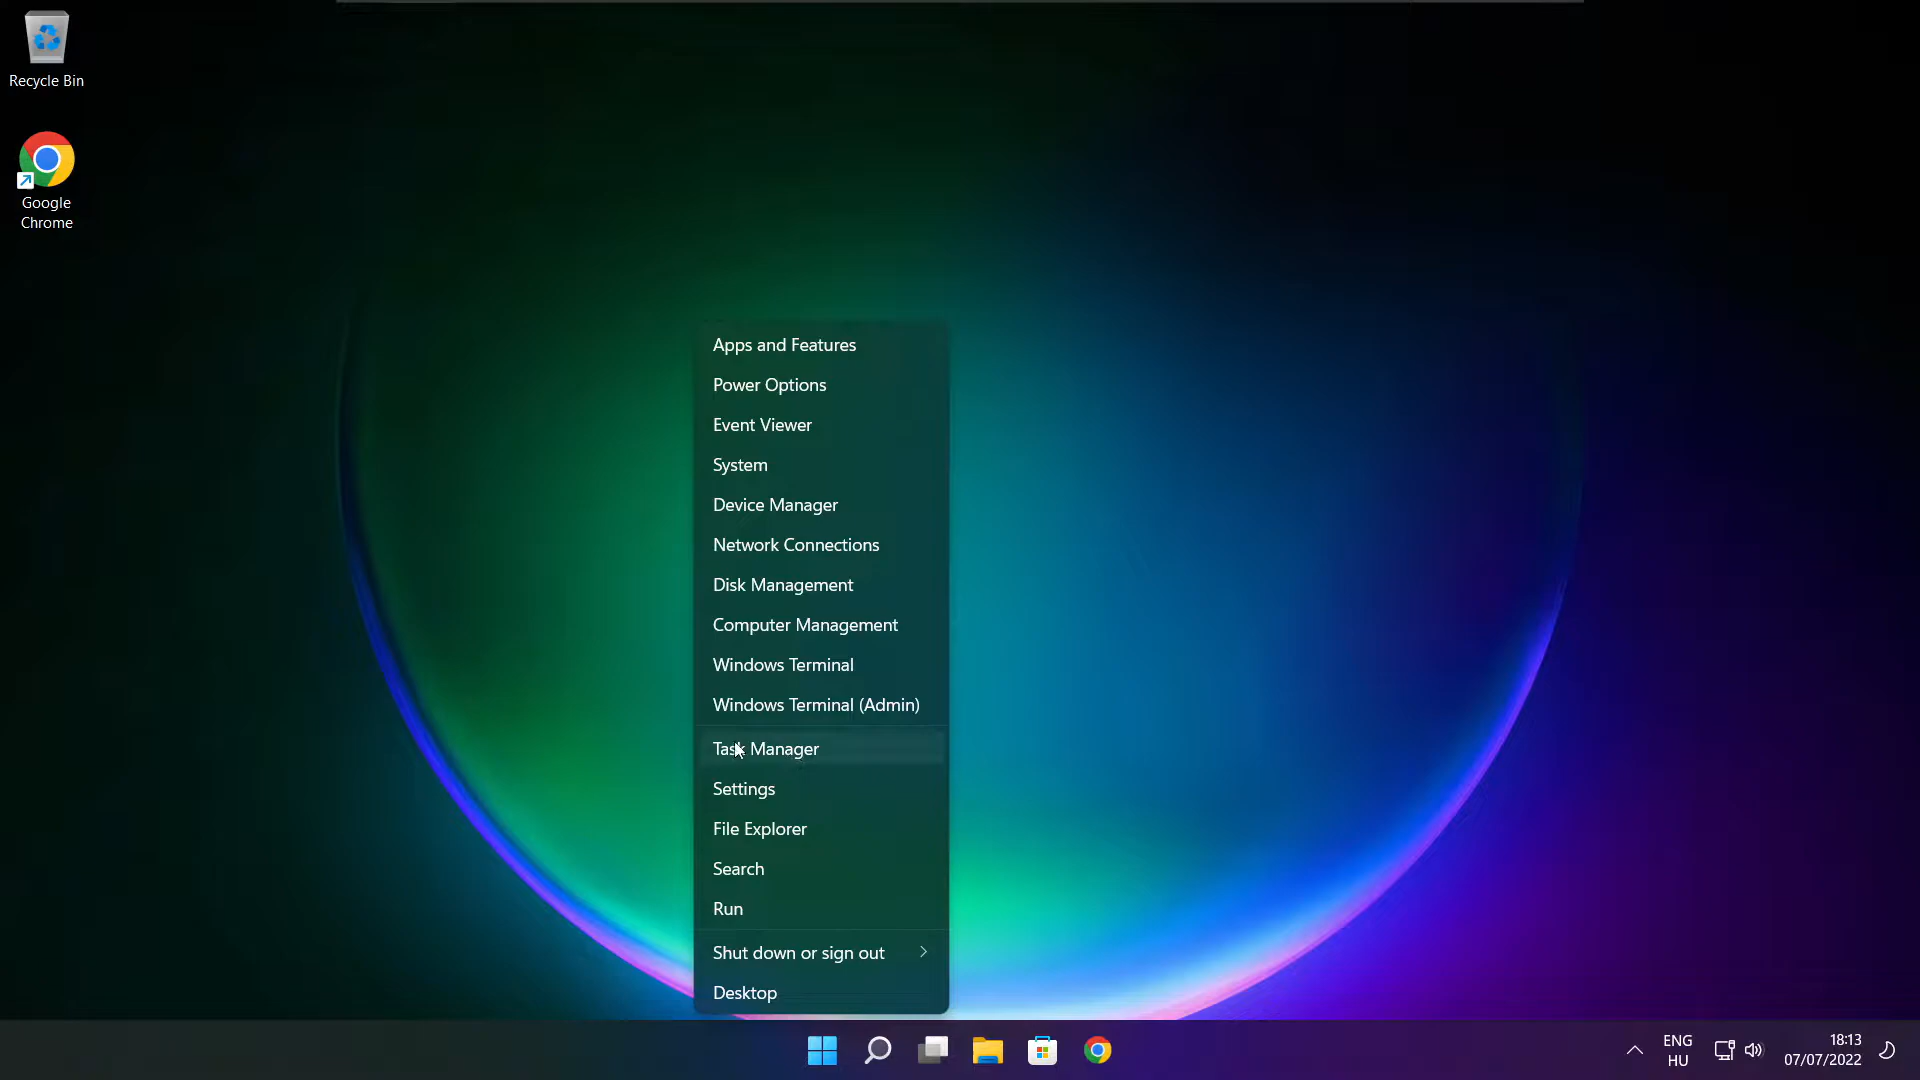 Recycle Bin
Google
Chrome
Apps and Features
Power Options
Event Viewer
System
Device Manager
Network Connections
Disk Management
Computer Management
Windows Terminal
Windows Terminal (Admin)
Task Manager
Settings
File Explorer
Search
Run
Shut down or sign out
Desktop
ENG
HU
18:13
07/07/2022